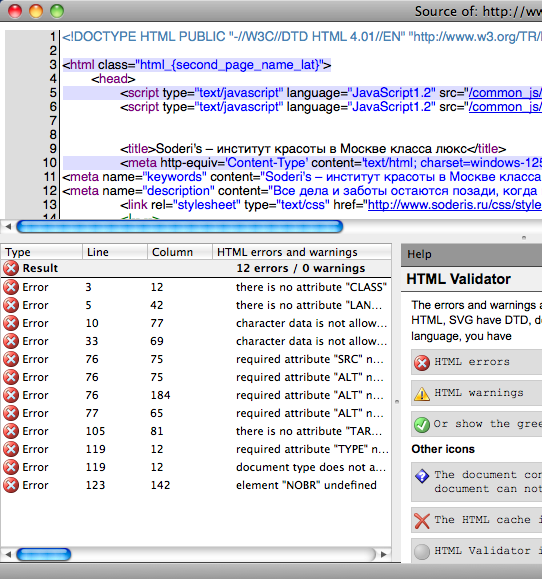 Source of: http://ww
1 <!DOCTYPE HTML PUBLIC "-//W3C//DTD HTML 4.01//EN" "http://www.w3.org/TR/
2
3 <html class="html_{second_page_name_lat}">
4 <head>
5 <script type="text/javascript" language="JavaScript1.2" src="/common_js/
6 <script type="text/javascript" language="JavaScript1.2" src="/common_js/
7
8
9 <title>Soderi's – институт красоты в Москве класса люкс</title>
10 <meta http-equiv='Content-Type' content='text/html; charset=windows-125
11 <meta name="keywords" content="Soderi's – институт красоты в Москве класса
12 <meta name="description" content="Все дела и заботы остаются позади, когда
13 <link rel="stylesheet" type="text/css" href="http://www.soderis.ru/css/style
14
Type Line Column HTML errors and warnings
Result 12 errors / 0 warnings
Error 3 12 there is no attribute "CLASS"
Error 5 42 there is no attribute "LAN...
Error 10 77 character data is not allow...
Error 33 69 character data is not allow...
Error 76 75 required attribute "SRC" n...
Error 76 75 required attribute "ALT" n...
Error 76 184 required attribute "ALT" n...
Error 77 65 required attribute "ALT" n...
Error 105 81 there is no attribute "TAR...
Error 119 12 required attribute "TYPE" n...
Error 119 12 document type does not a...
Error 123 142 element "NOBR" undefined
Help
HTML Validator
The errors and warnings a
HTML, SVG have DTD, do
language, you have
HTML errors
HTML warnings
Or show the gree
Other icons
The document con
document can not
The HTML cache i
HTML Validator i